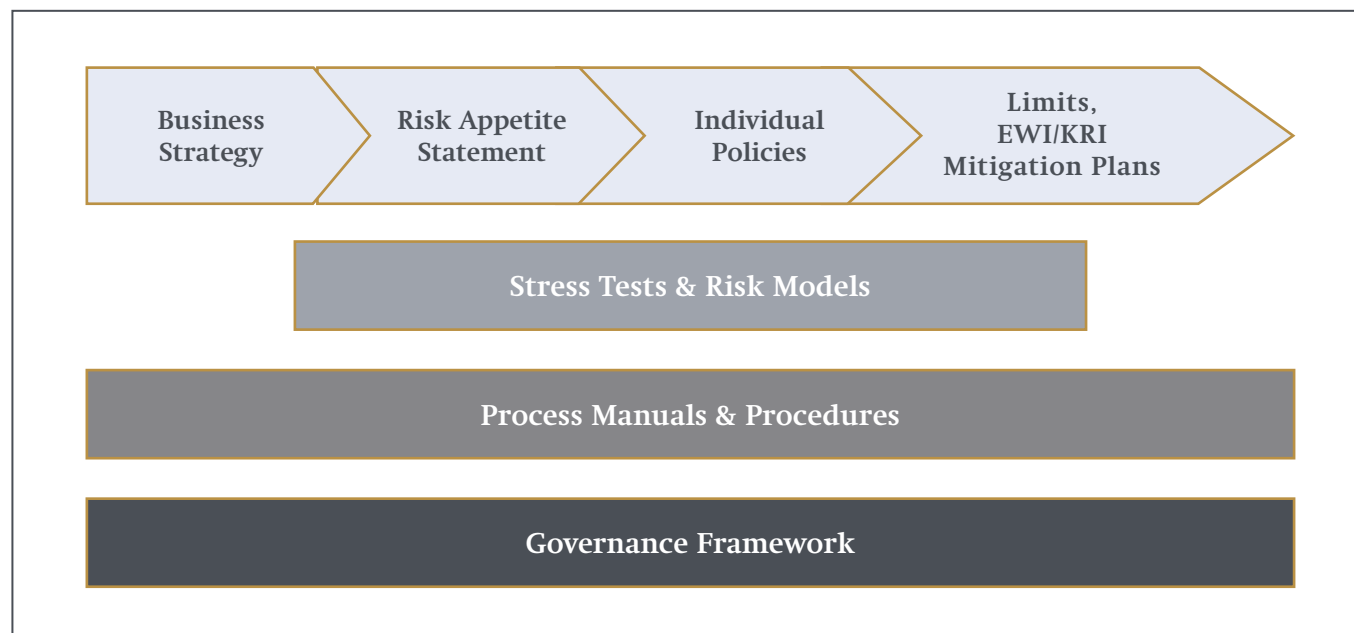 Business
Strategy
Risk Appetite
Statement
Individual
Policies
Limits,
EWI/KRI
Mitigation Plans
Stress Tests & Risk Models
Process Manuals & Procedures
Governance Framework